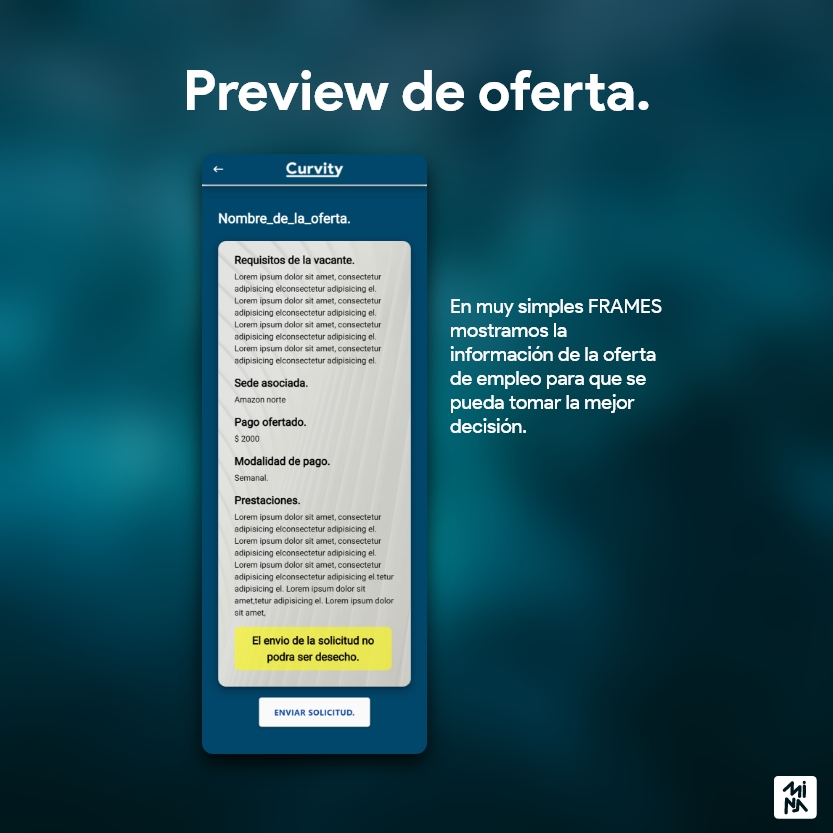 Preview de oferta.
←
Curvity
Nombre_de_la_oferta.
Requisitos de la vacante.
Lorem ipsum dolor sit amet, consectetur
adipisicing elconsectetur adipisicing el.
Lorem ipsum dolor sit amet, consectetur
adipisicing elconsectetur adipisicing el.
Lorem ipsum dolor sit amet, consectetur
adipisicing elconsectetur adipisicing el.
Lorem ipsum dolor sit amet, consectetur
adipisicing elconsectetur adipisicing el.
Sede asociada.
Amazon norte
Pago ofertado.
$ 2000
Modalidad de pago.
Semanal.
Prestaciones.
Lorem ipsum dolor sit amet, consectetur
adipisicing elconsectetur adipisicing el.
Lorem ipsum dolor sit amet, consectetur
adipisicing elconsectetur adipisicing el.
Lorem ipsum dolor sit amet, consectetur
adipisicing elconsectetur adipisicing el.tetur
adipisicing el. Lorem ipsum dolor sit
amet,tetur adipisicing el. Lorem ipsum dolor
sit amet,
El envio de la solicitud no
podra ser desecho.
ENVIAR SOLICITUD.
En muy simples FRAMES
mostramos la
información de la oferta
de empleo para que se
pueda tomar la mejor
decisión.
Mi
NA